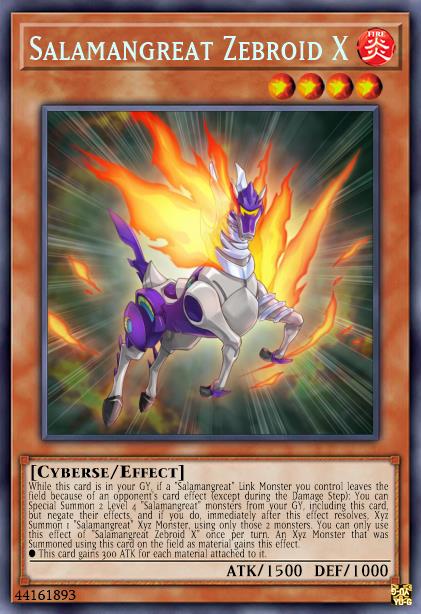 SALAMANGREAT ZEBROID X
FIRE
炎
[CYBERSE/EFFECT]
While this card is in your GY, if a "Salamangreat" Link Monster you control leaves the
field because of an opponent's card effect (except during the Damage Step): You can
Special Summon 2 Level 4 "Salamangreat" monsters from your GY, including this card,
but negate their effects, and if you do, immediately after this effect resolves, Xyz
Summon 1 "Salamangreat" Xyz Monster, using only those 2 monsters. You can only use
this effect of "Salamangreat Zebroid X" once per turn. An Xyz Monster that was
Summoned using this card on the field as material gains this effect.
● This card gains 300 ATK for each material attached to it.
ATK/1500 DEF/1000
44161893